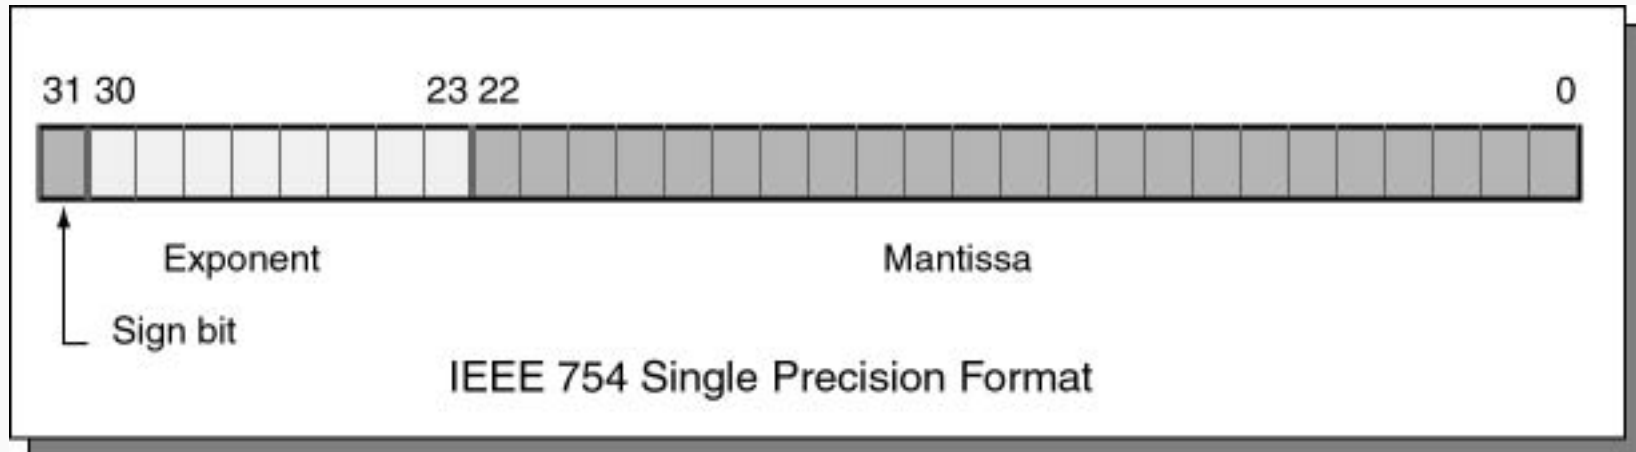 31 30 23 22 0
Exponent Mantissa
Sign bit
IEEE 754 Single Precision Format